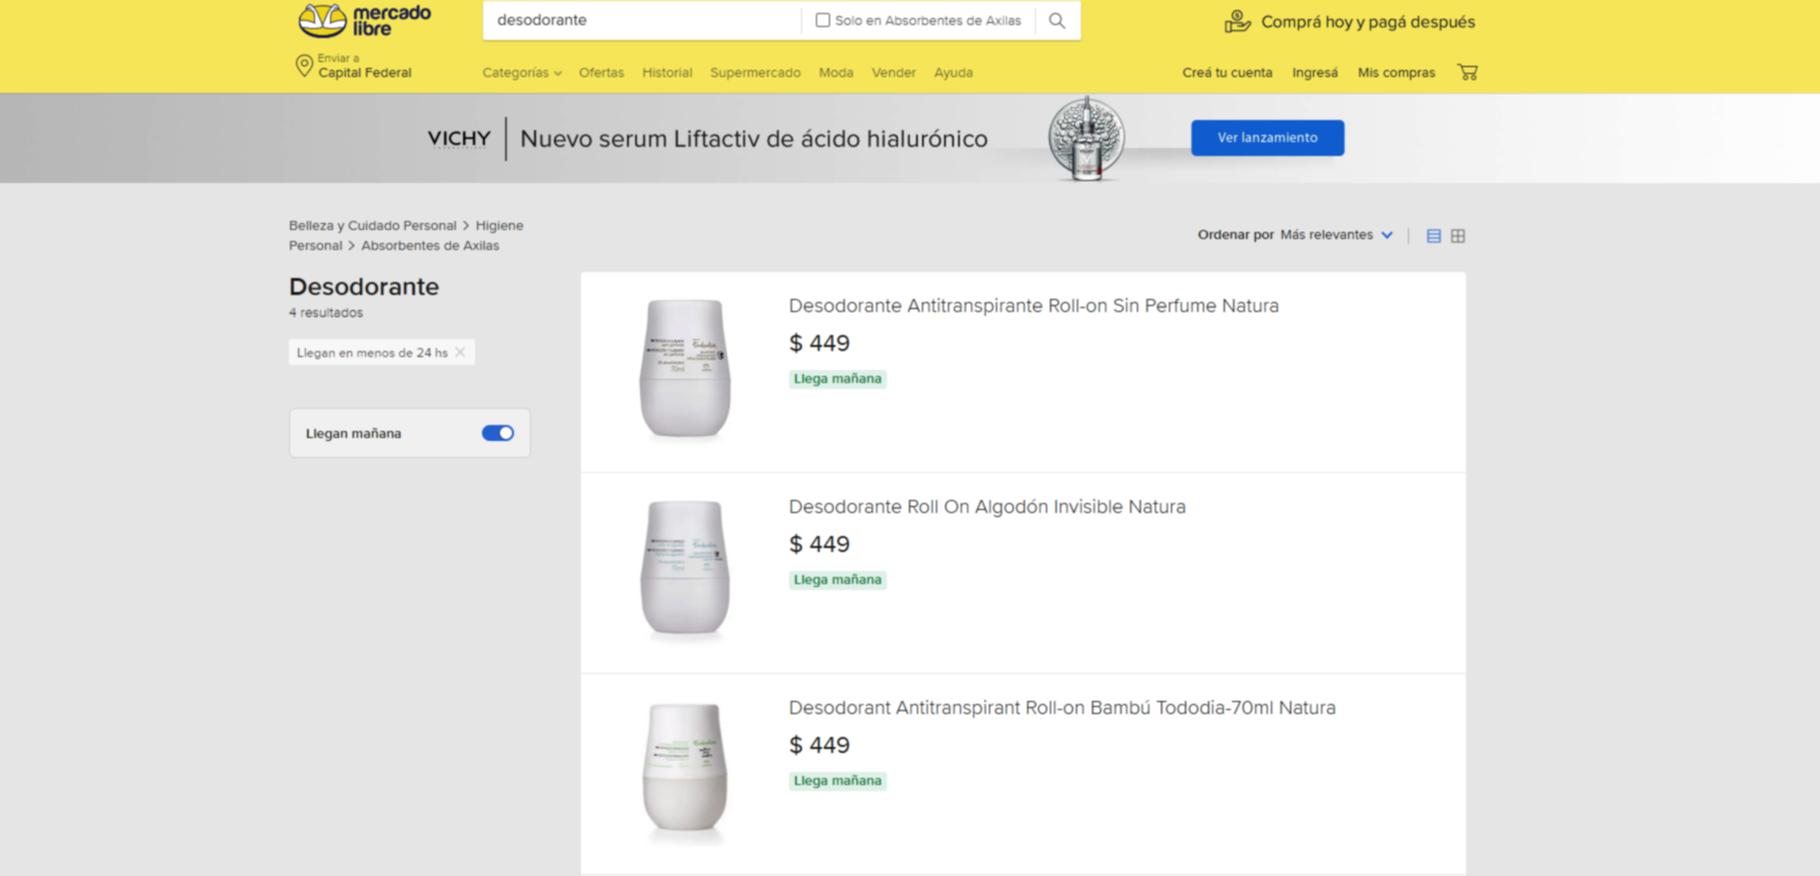 mercado
libre
desodorante
Solo en Absorbentes de Axilas
Comprá hoy y pagá después
Enviar a
Capital Federal
Categorías
Ofertas
Historial
Supermercado
Moda
Vender
Ayuda
Creá tu cuenta
Ingresá
Mis compras
VICHY
Nuevo serum Liftactiv de ácido hialurónico
Ver lanzamiento
Belleza y Cuidado Personal > Higiene
Personal > Absorbentes de Axilas
Ordenar por Más relevantes
Desodorante
4 resultados
Llegan en menos de 24 hs
Llegan mañana
Desodorante Antitranspirante Roll-on Sin Perfume Natura
$ 449
Llega mañana
Desodorante Roll On Algodón Invisible Natura
$ 449
Llega mañana
Desodorant Antitranspirant Roll-on Bambú Tododia-70ml Natura
$ 449
Llega mañana